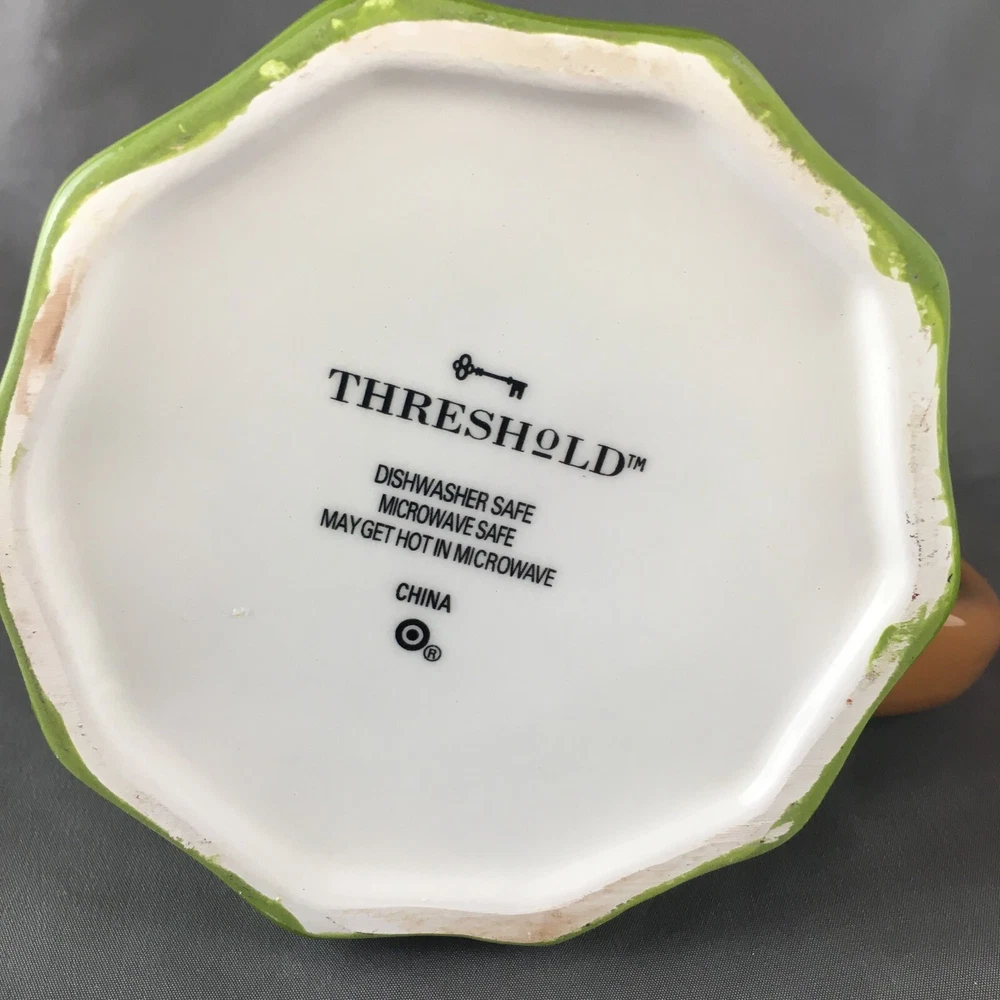 THRESHOLD™
DISHWASHER SAFE
MICROWAVE SAFE
MAY GET HOT IN MICROWAVE
CHINA
®